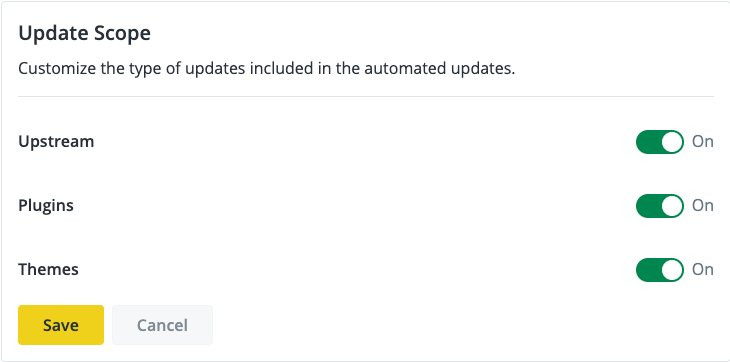 Update Scope
Customize the type of updates included in the automated updates.
Upstream On
Plugins On
Themes On
Save Cancel